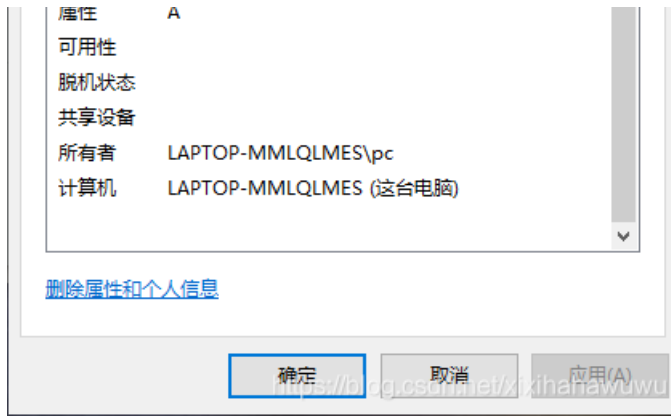 属性 A
可用性
脱机状态
共享设备
所有者 LAPTOP-MMLQLMES\pc
计算机 LAPTOP-MMLQLMES (这台电脑)
删除属性和个人信息
确定 取消 应用(A)
https://blog.csdn.net/xixihahawuwu